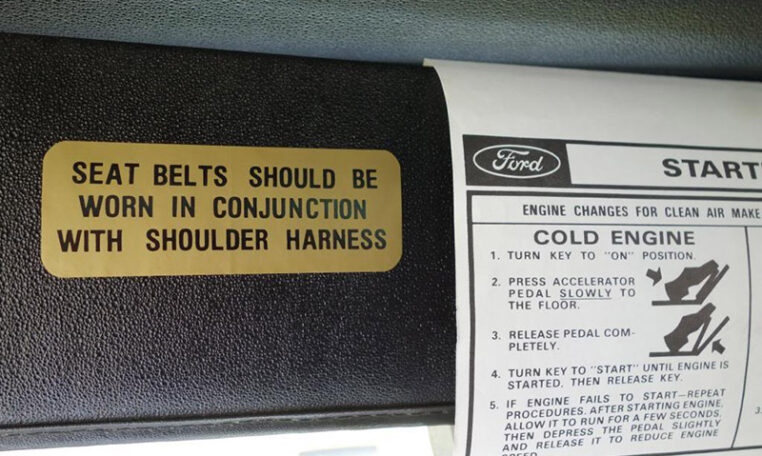 SEAT BELTS SHOULD BE
WORN IN CONJUNCTION
WITH SHOULDER HARNESS
Ford
START
ENGINE CHANGES FOR CLEAN AIR MAKE
COLD ENGINE
1. TURN KEY TO "ON" POSITION.
2. PRESS ACCELERATOR
PEDAL SLOWLY TO
THE FLOOR.
3. RELEASE PEDAL COM-
PLETELY.
4. TURN KEY TO "START" UNTIL ENGINE IS
STARTED, THEN RELEASE KEY.
5. IF ENGINE FAILS TO START—REPEAT
PROCEDURES. AFTER STARTING ENGINE,
ALLOW IT TO RUN FOR A FEW SECONDS,
THEN DEPRESS THE PEDAL SLIGHTLY
AND RELEASE IT TO REDUCE ENGINE